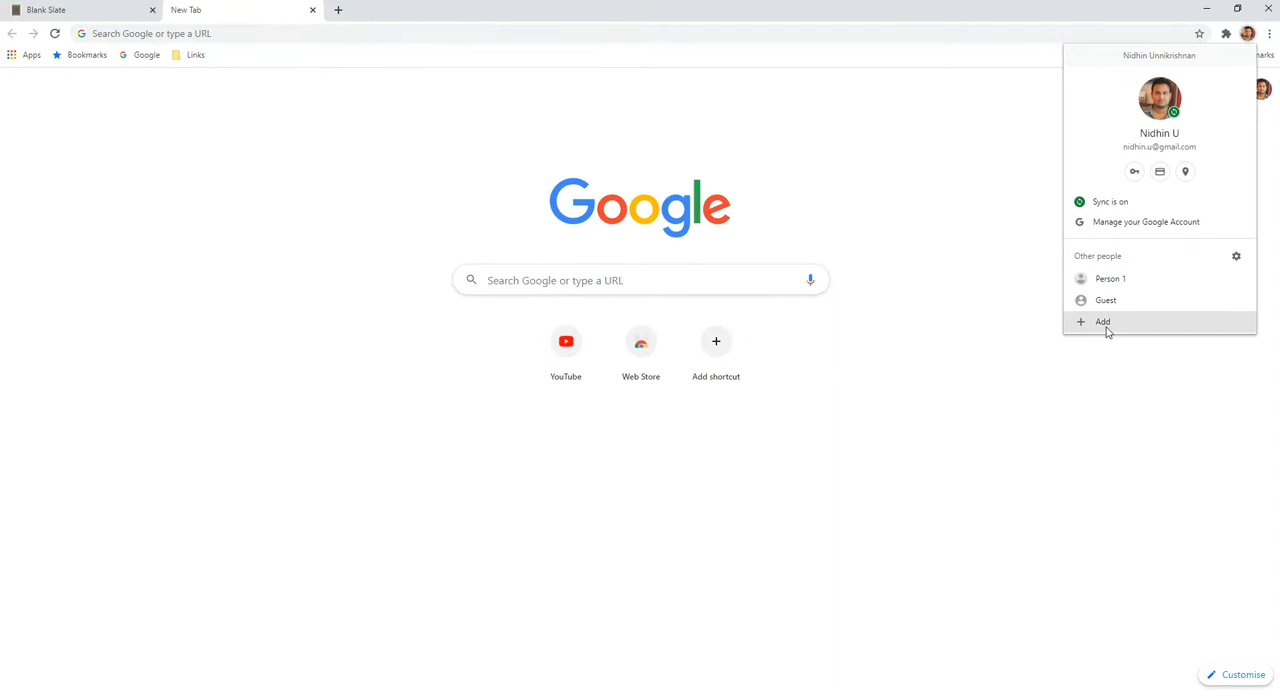 Blank Slate
New Tab
Search Google or type a URL
Apps
Bookmarks
Google
Links
arks
Nidhin Unnikrishnan
Nidhin U
nidhin.u@gmail.com
Sync is on
Manage your Google Account
Other people
Person 1
Guest
Add
Google
Search Google or type a URL
YouTube
Web Store
Add shortcut
Customise